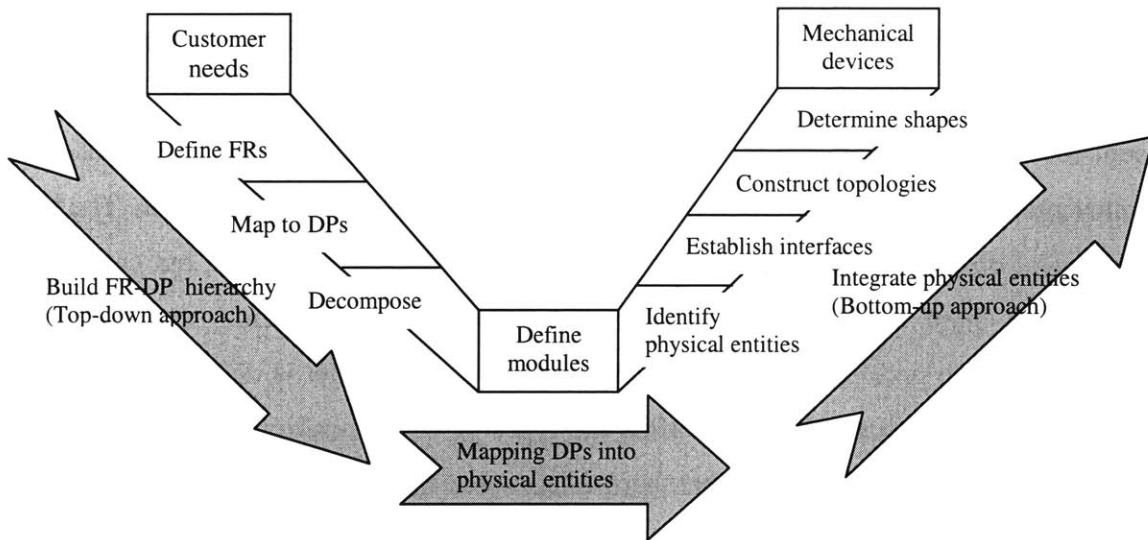 Customer
needs
Define FRs
Map to DPs
Decompose
Build FR-DP hierarchy
(Top-down approach)
Define
modules
Mapping DPs into
physical entities
Mechanical
devices
Determine shapes
Construct topologies
Establish interfaces
Identify
physical entities
Integrate physical entities
(Bottom-up approach)